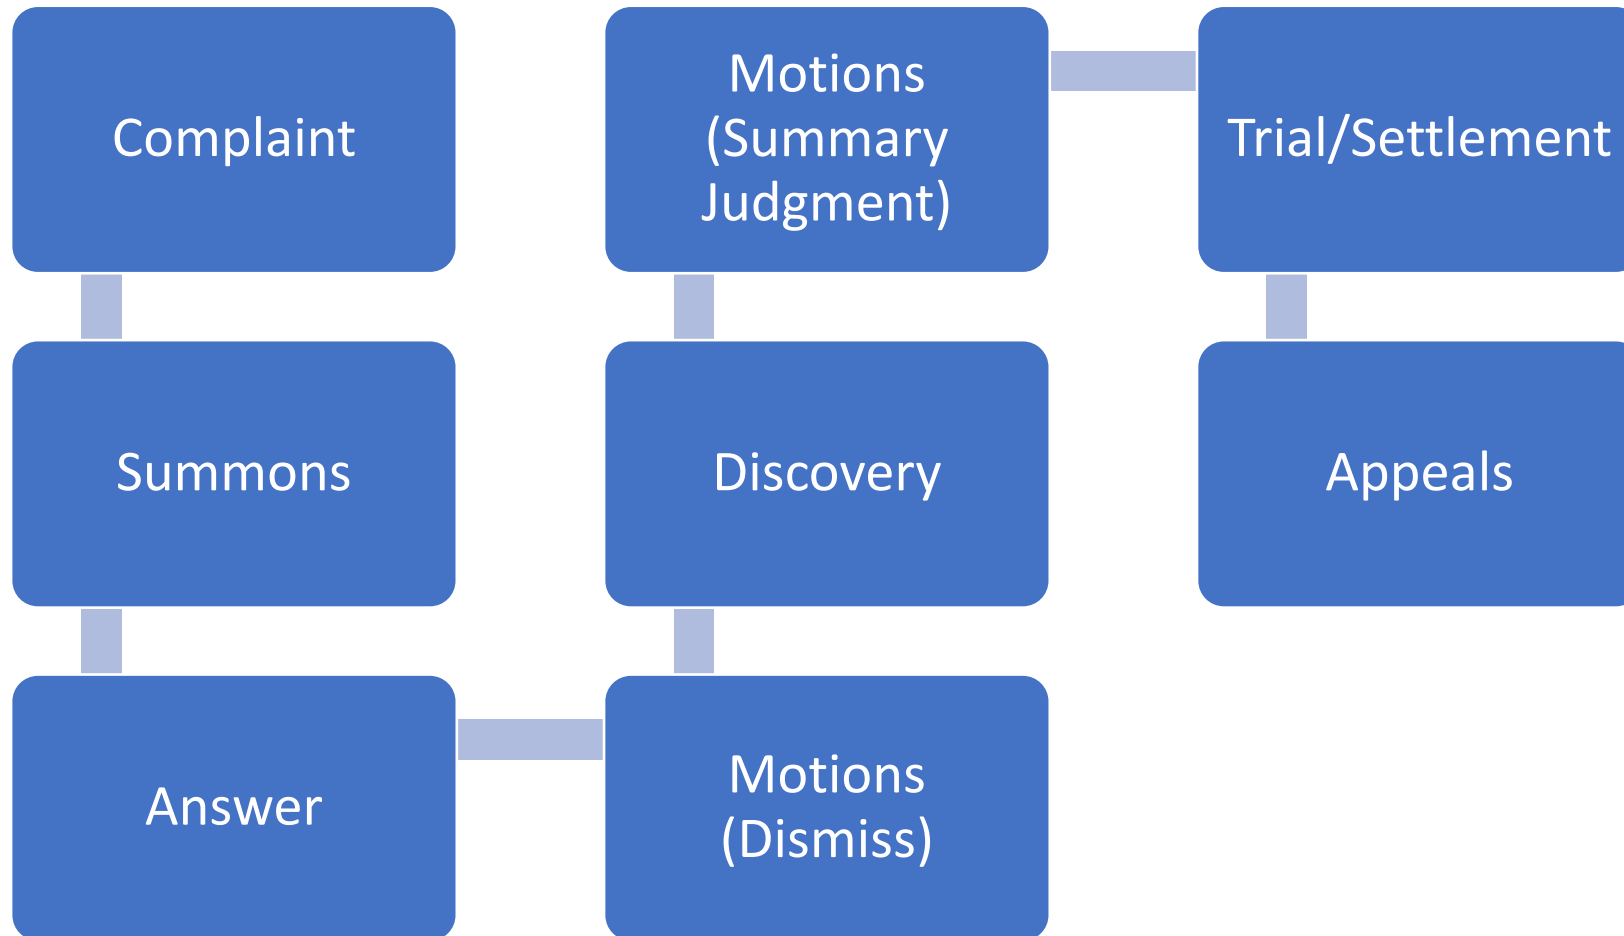 Complaint
Summons
Answer
Motions
(Dismiss)
Discovery
Motions
(Summary
Judgment)
Trial/Settlement
Appeals